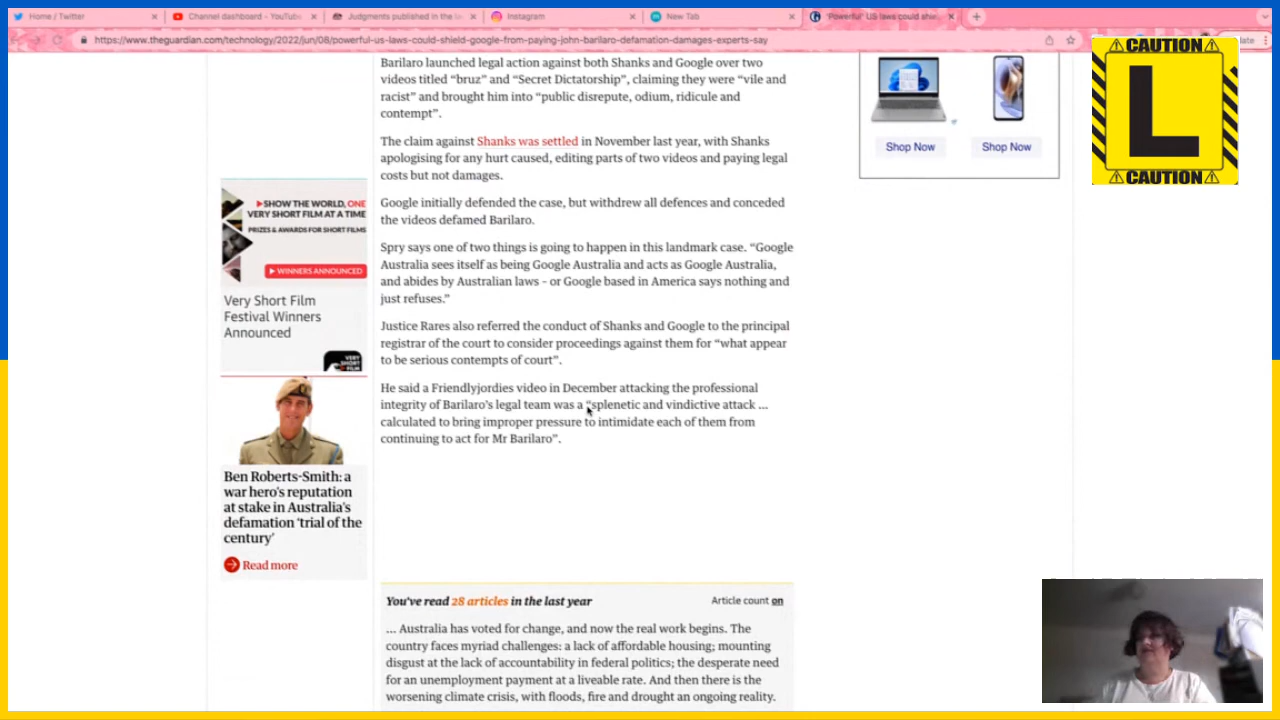 Home / Twitter
Channel dashboard - YouTube
Judgments published in the la
Instagram
New Tab
'Powerful' US laws could shie
https://www.theguardian.com/technology/2022/jun/08/powerful-us-laws-could-shield-google-from-paying-john-barilaro-defamation-damages-experts-say
Barilaro launched legal action against both Shanks and Google over two
videos titled “bruz” and “Secret Dictatorship”, claiming they were “vile and
racist” and brought him into “public disrepute, odium, ridicule and
contempt”.
The claim against Shanks was settled in November last year, with Shanks
apologising for any hurt caused, editing parts of two videos and paying legal
costs but not damages.
Google initially defended the case, but withdrew all defences and conceded
the videos defamed Barilaro.
Spry says one of two things is going to happen in this landmark case. “Google
Australia sees itself as being Google Australia and acts as Google Australia,
and abides by Australian laws – or Google based in America says nothing and
just refuses.”
Justice Rares also referred the conduct of Shanks and Google to the principal
registrar of the court to consider proceedings against them for “what appear
to be serious contempts of court”.
He said a Friendlyjordies video in December attacking the professional
integrity of Barilaro’s legal team was a “splenetic and vindictive attack ...
calculated to bring improper pressure to intimidate each of them from
continuing to act for Mr Barilaro”.
SHOW THE WORLD, ONE
VERY SHORT FILM AT A TIME
PRIZES & AWARDS FOR SHORT FILMS
WINNERS ANNOUNCED
Very Short Film
Festival Winners
Announced
VERY
SHORT
FILM
Ben Roberts-Smith: a
war hero’s reputation
at stake in Australia’s
defamation ‘trial of the
century’
Read more
You’ve read 28 articles in the last year
Article count on
... Australia has voted for change, and now the real work begins. The
country faces myriad challenges: a lack of affordable housing; mounting
disgust at the lack of accountability in federal politics; the desperate need
for an unemployment payment at a liveable rate. And then there is the
worsening climate crisis, with floods, fire and drought an ongoing reality.
Shop Now
Shop Now
CAUTION
L
CAUTION